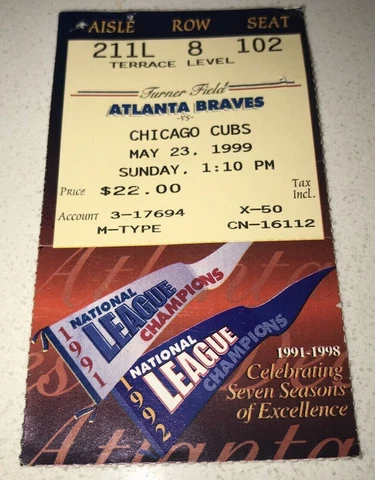 AISLE ROW SEAT
211L 8 102
TERRACE LEVEL
Turner Field
ATLANTA BRAVES
-vs-
CHICAGO CUBS
MAY 23, 1999
SUNDAY, 1:10 PM
PRICE $22.00 TAX INCL.
ACCOUNT 3-17694 X-50
M-TYPE CN-16112
Atlanta
1991 NATIONAL LEAGUE CHAMPIONS
1992 NATIONAL LEAGUE CHAMPIONS
1991-1998
Celebrating
Seven Seasons
of Excellence
Atlanta